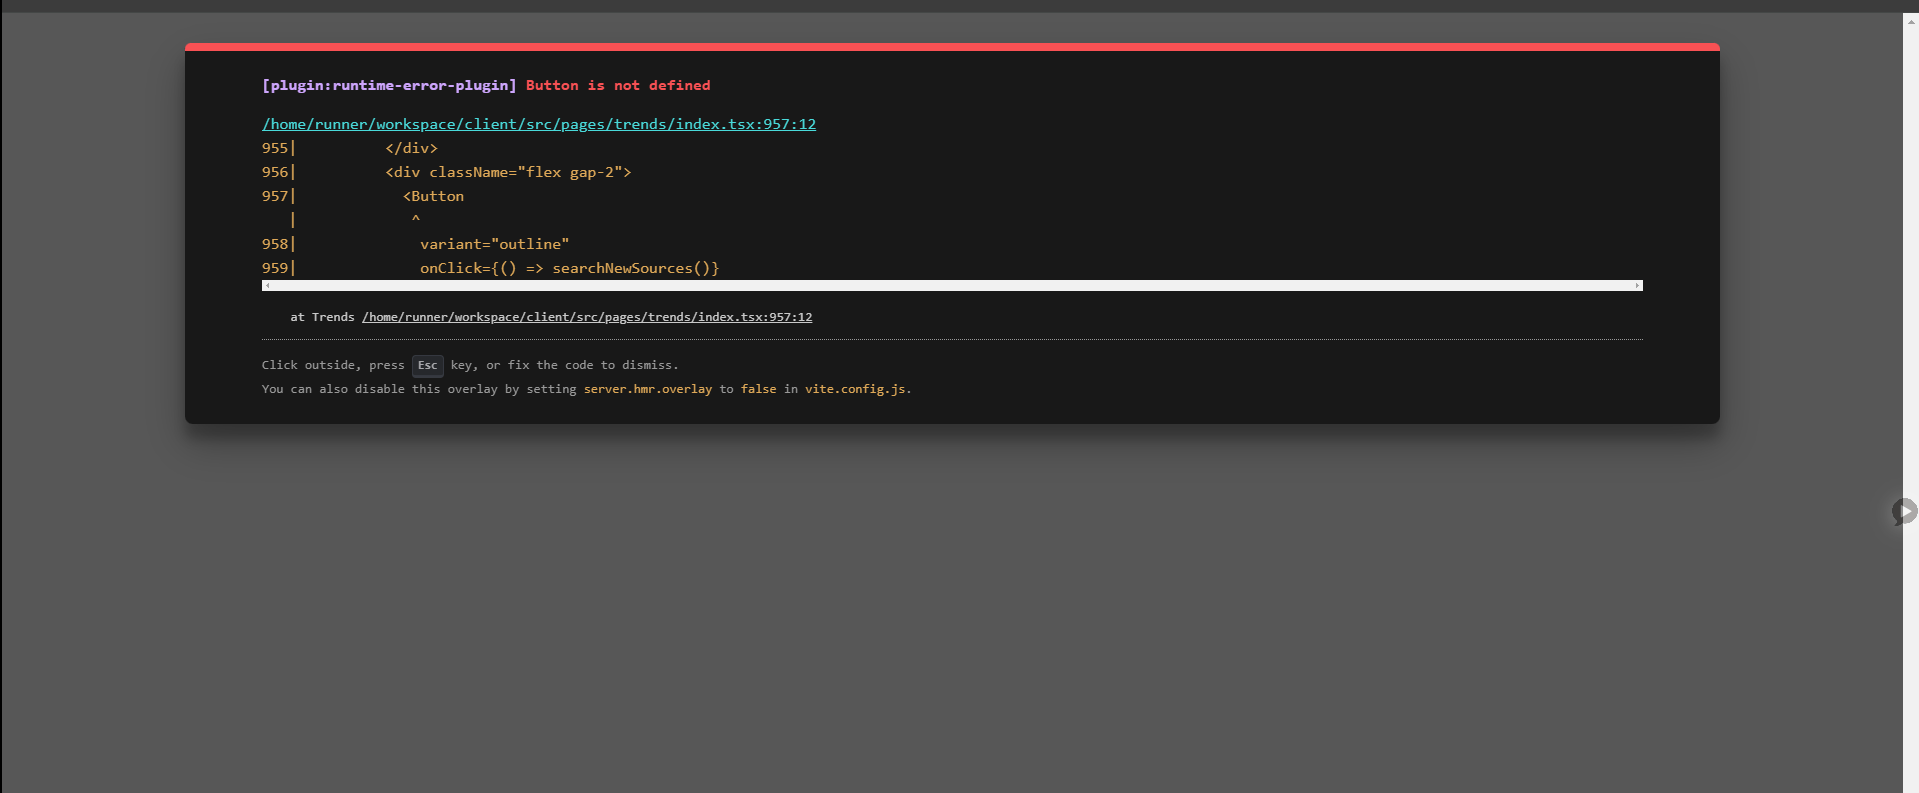 [plugin:runtime-error-plugin] Button is not defined
/home/runner/workspace/client/src/pages/trends/index.tsx:957:12
955|          </div>
956|          <div className="flex gap-2">
957|            <Button
   |             ^
958|              variant="outline"
959|              onClick={() => searchNewSources()}
at Trends /home/runner/workspace/client/src/pages/trends/index.tsx:957:12
Click outside, press Esc key, or fix the code to dismiss.
You can also disable this overlay by setting server.hmr.overlay to false in vite.config.js.